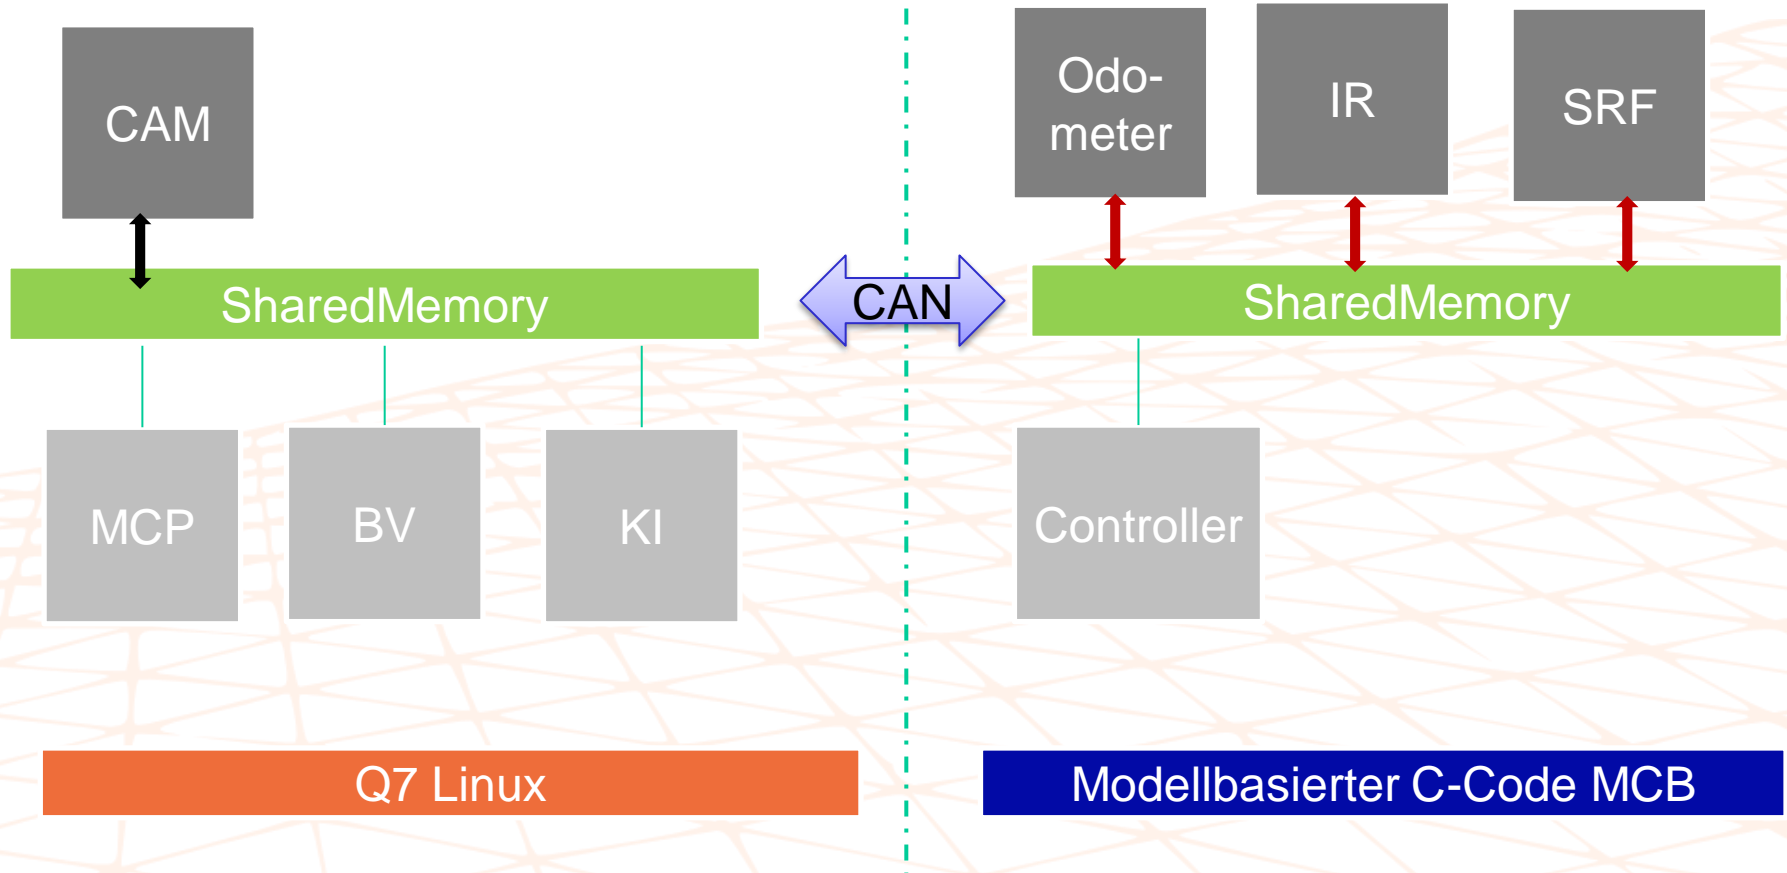 CAM
Odo-
meter
IR
SRF
SharedMemory
CAN
SharedMemory
MCP
BV
KI
Controller
Q7 Linux
Modellbasierter C-Code MCB